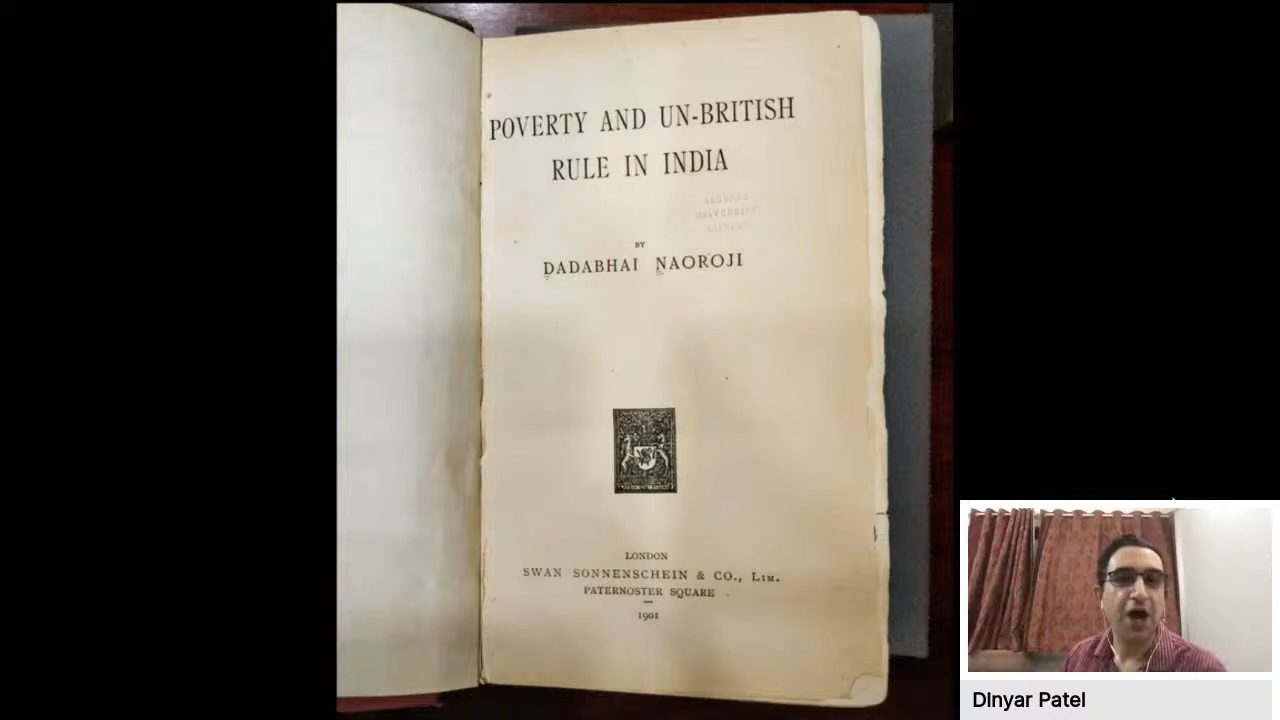 POVERTY AND UN-BRITISH
RULE IN INDIA
BY
DADABHAI NAOROJI
LONDON
SWAN SONNENSCHEIN & CO., LIM.
PATERNOSTER SQUARE
1901
Dinyar Patel